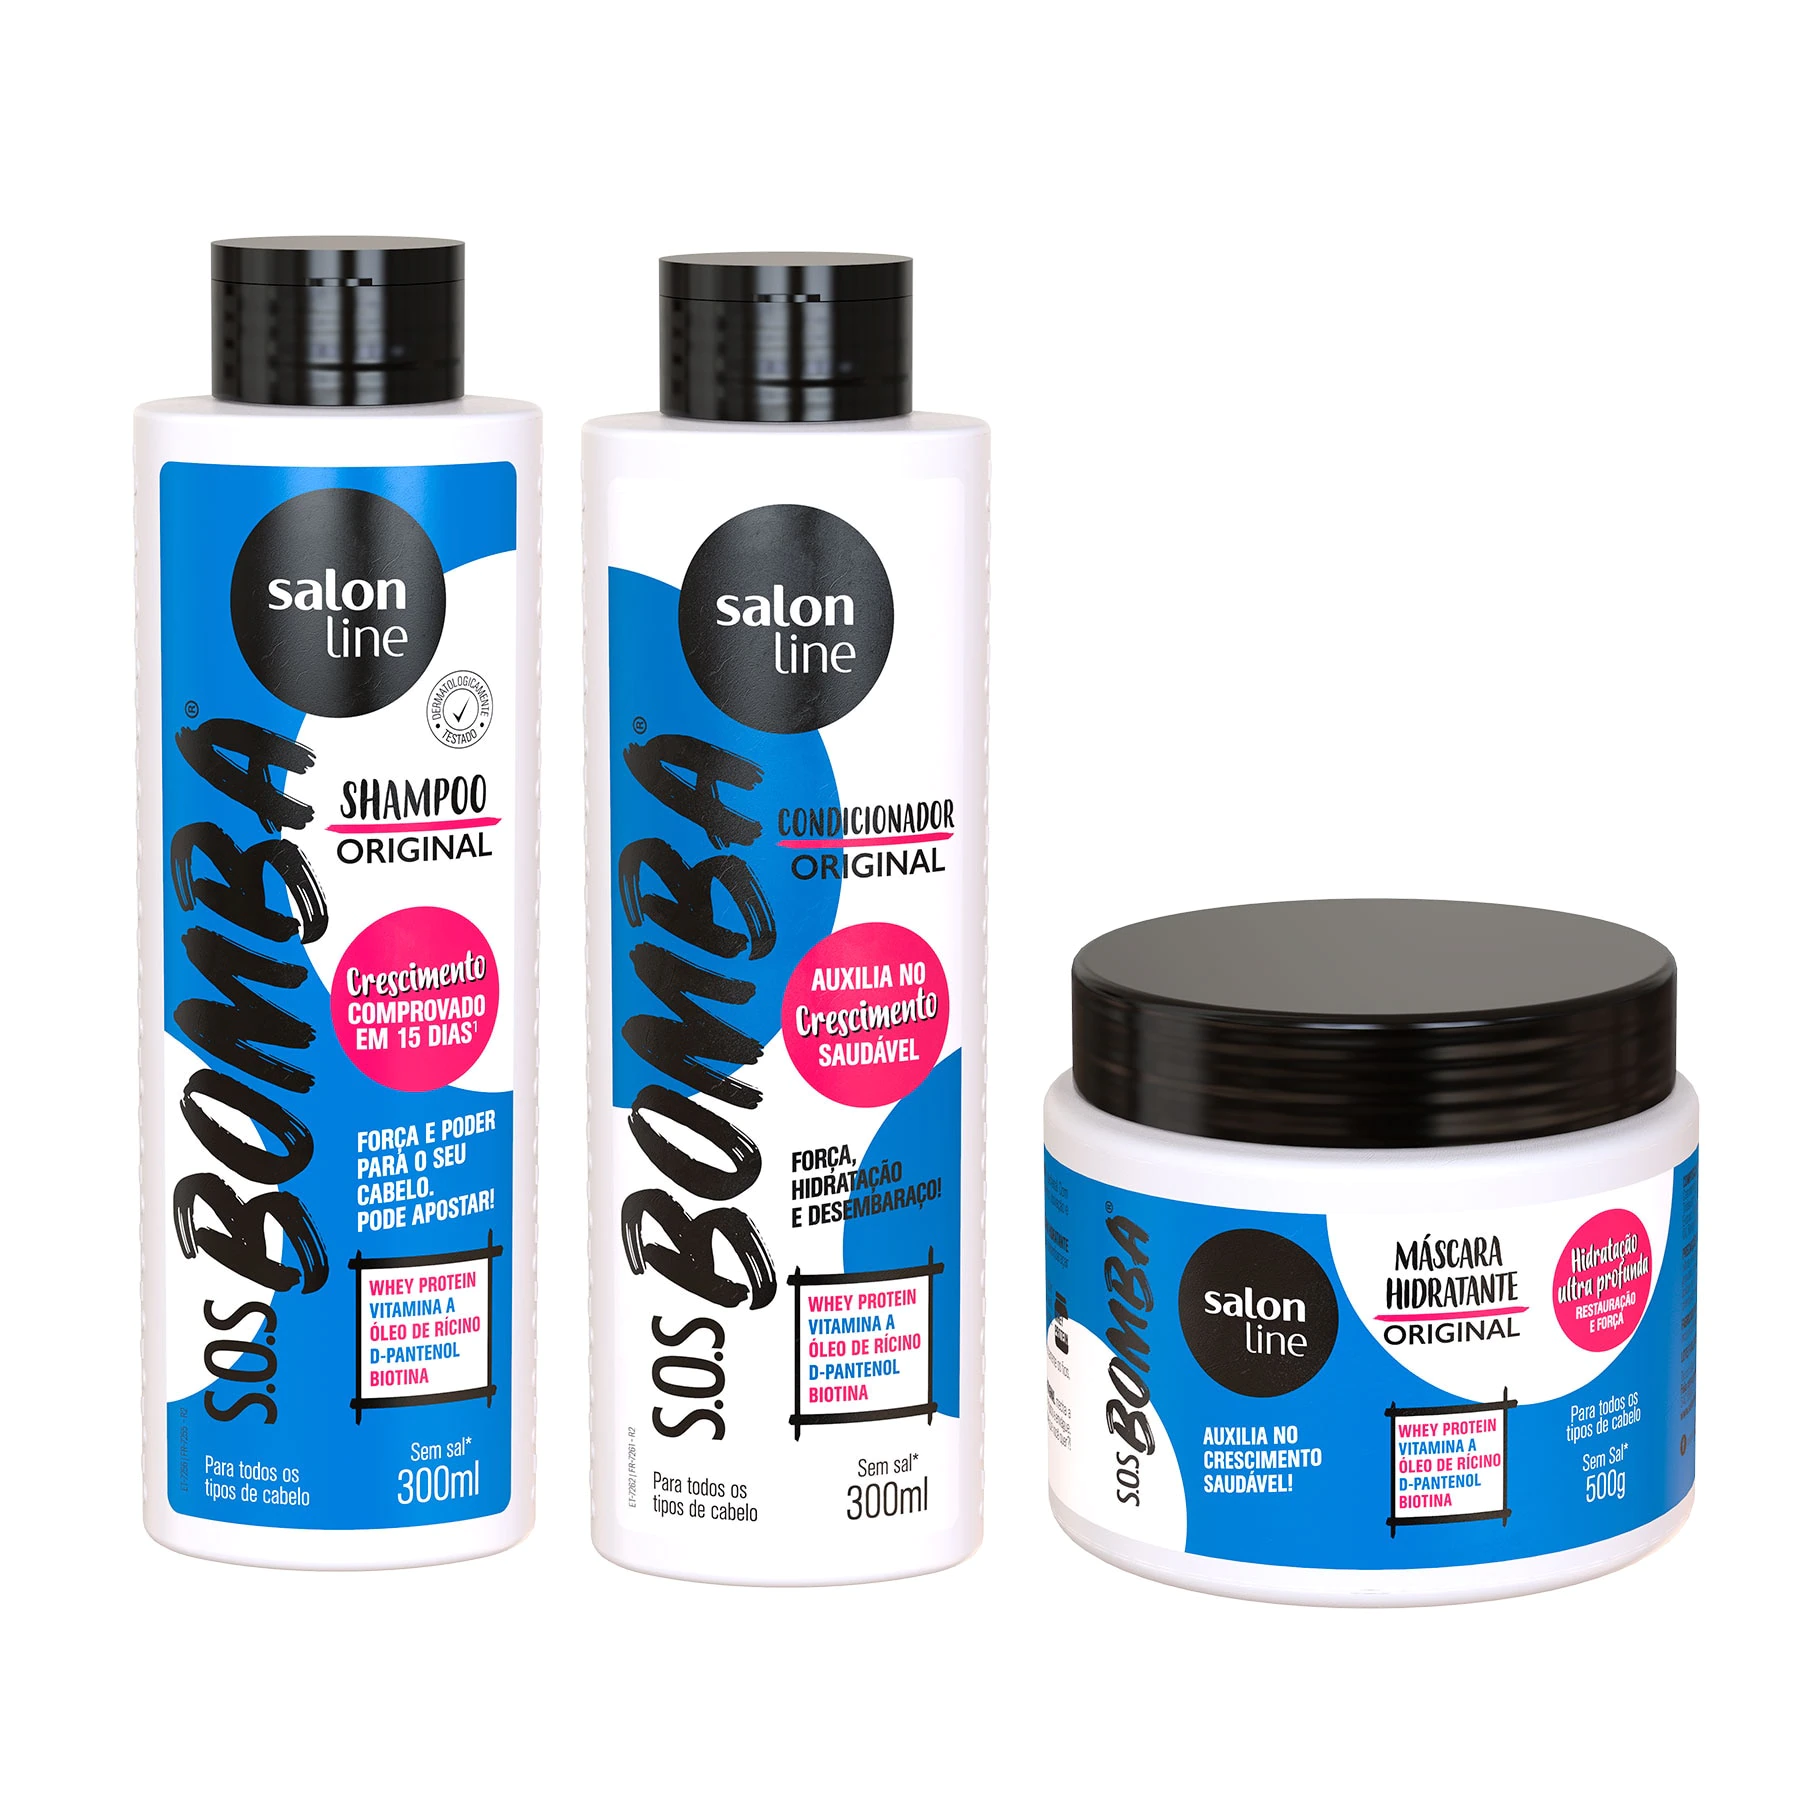 salon
line
DERMATOLOGICAMENTE
TESTADO
S.O.S BOMBA®
SHAMPOO
ORIGINAL
Crescimento
COMPROVADO
EM 15 DIAS¹
FORÇA E PODER
PARA O SEU
CABELO.
PODE APOSTAR!
WHEY PROTEIN
VITAMINA A
ÓLEO DE RÍCINO
D-PANTENOL
BIOTINA
Para todos os
tipos de cabelo
Sem sal*
300ml
salon
line
S.O.S BOMBA®
CONDICIONADOR
ORIGINAL
AUXILIA NO
Crescimento
SAUDÁVEL
FORÇA,
HIDRATAÇÃO
E DESEMBARAÇO!
WHEY PROTEIN
VITAMINA A
ÓLEO DE RÍCINO
D-PANTENOL
BIOTINA
ET-7262 | FR-7261 - R2
Para todos os
tipos de cabelo
Sem sal*
300ml
S.O.S BOMBA®
salon
line
MÁSCARA
HIDRATANTE
ORIGINAL
Hidratação
ultra profunda
RESTAURAÇÃO
E FORÇA
AUXILIA NO
CRESCIMENTO
SAUDÁVEL!
WHEY PROTEIN
VITAMINA A
ÓLEO DE RÍCINO
D-PANTENOL
BIOTINA
Para todos os
tipos de cabelo
Sem Sal*
500g